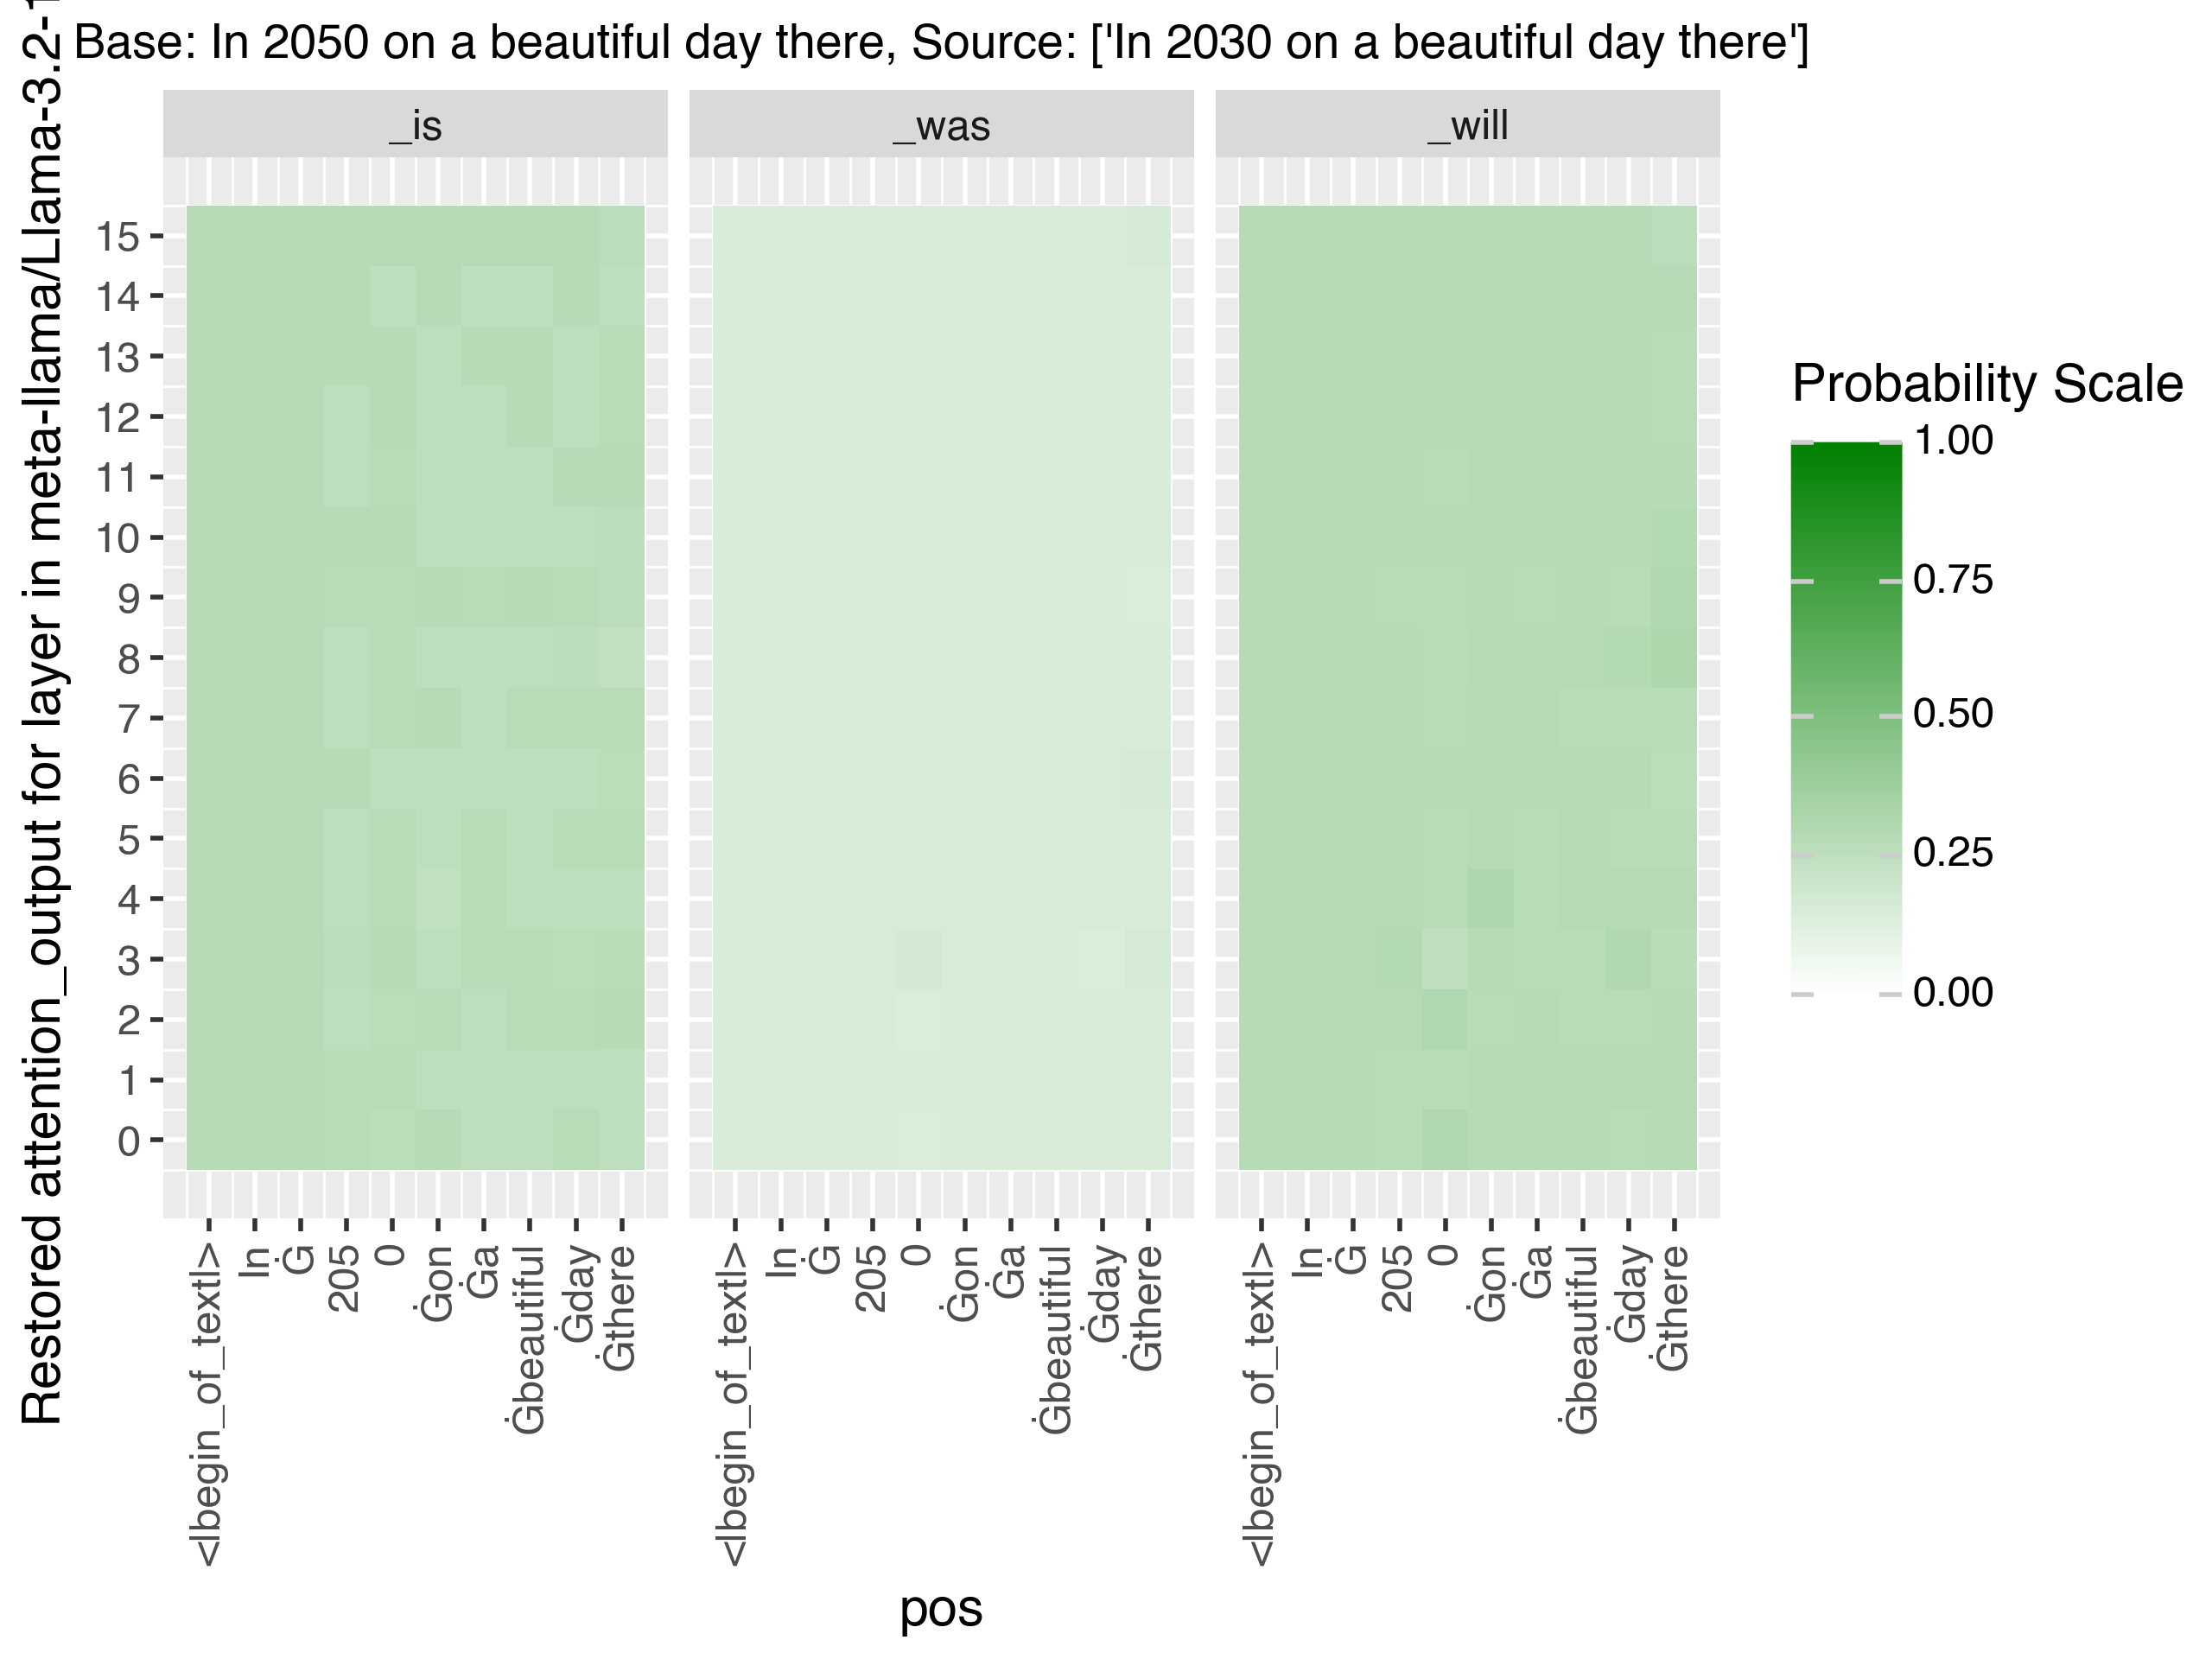 Base: In 2050 on a beautiful day there, Source: ['In 2030 on a beautiful day there']
Restored attention_output for layer in meta-llama/Llama-3.2-1
_is
_was
_will
15
14
13
12
11
10
9
8
7
6
5
4
3
2
1
0
<|begin_of_text|>
In
Ġ
205
0
Ġon
Ġa
Ġbeautiful
Ġday
Ġthere
<|begin_of_text|>
In
Ġ
205
0
Ġon
Ġa
Ġbeautiful
Ġday
Ġthere
<|begin_of_text|>
In
Ġ
205
0
Ġon
Ġa
Ġbeautiful
Ġday
Ġthere
pos
Probability Scale
1.00
0.75
0.50
0.25
0.00